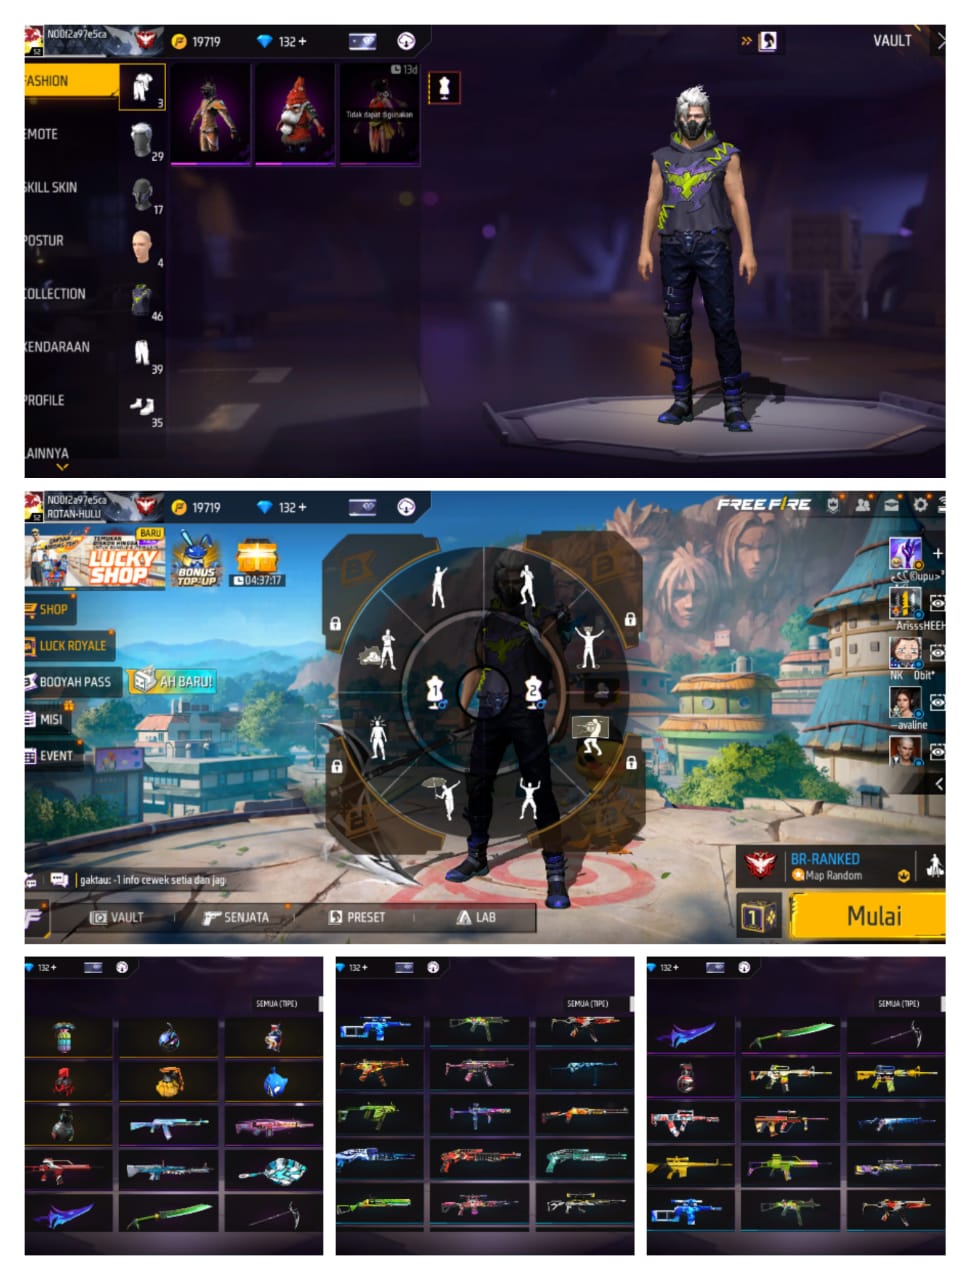 N00f2a97e5ca
52
19719
132 +
VAULT
FASHION
3
13d
Tidak dapat digunakan
EMOTE
29
SKILL SKIN
17
POSTUR
4
COLLECTION
46
KENDARAAN
39
PROFILE
35
LAINNYA
N00f2a97e5ca
ROTAN-HULU
52
19719
132 +
FREE FIRE
BARU
LUCKY
SHOP
BONUS
TOP-UP
04:37:17
SHOP
LUCK ROYALE
BOOYAH PASS
AH BARU!
MISI
EVENT
1
2
ArisssHEEH
NK 0bit*
avaline
gaktau: -1 info cewek setia dan jag
BR-RANKED
Map Random
VAULT
SENJATA
PRESET
LAB
1
Mulai
132 +
SEMUA (TIPE)
132 +
SEMUA (TIPE)
132 +
SEMUA (TIPE)